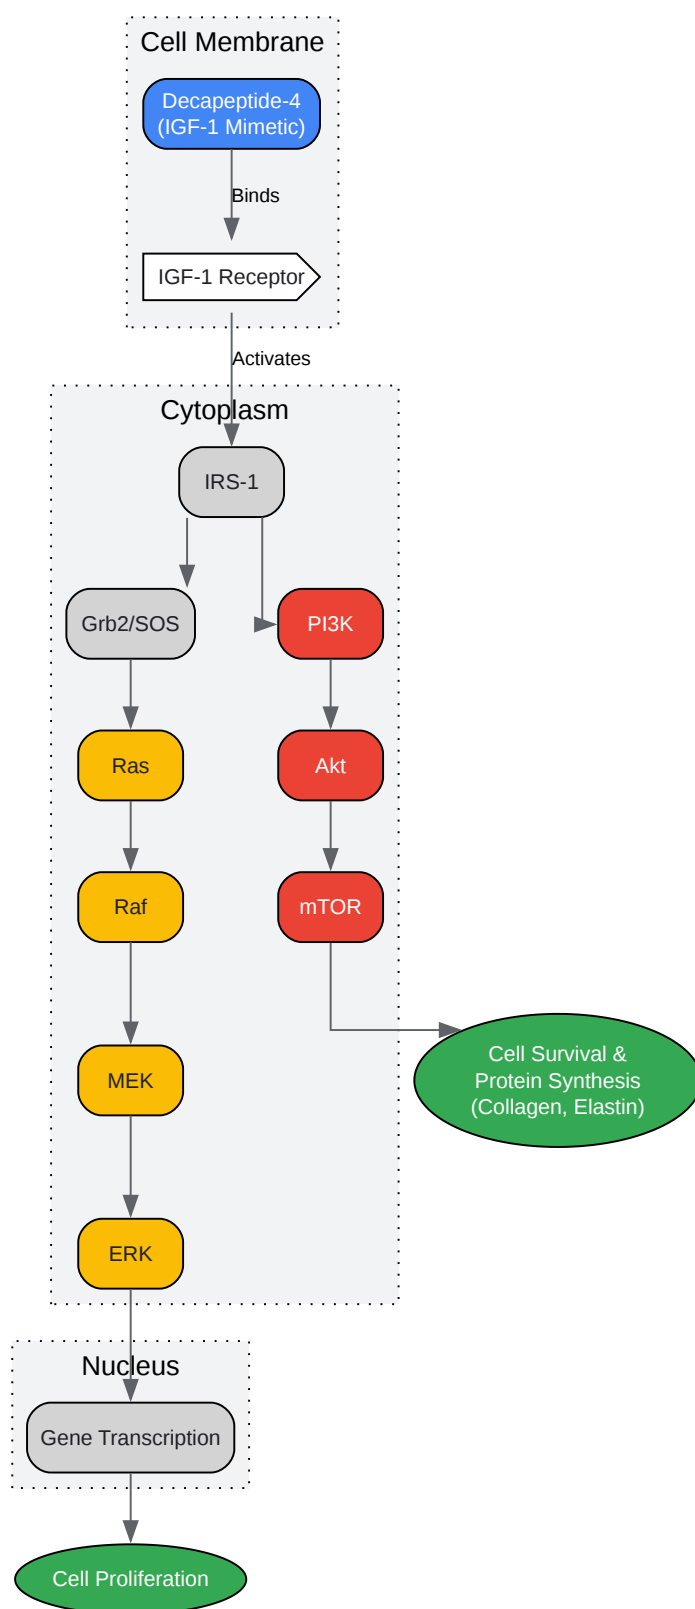 Cell Membrane
Decapeptide-4
(IGF-1 Mimetic)
Binds
IGF-1 Receptor
Activates
Cytoplasm
IRS-1
Grb2/SOS
PI3K
Ras
Akt
Raf
mTOR
Cell Survival &
Protein Synthesis
(Collagen, Elastin)
MEK
ERK
Nucleus
Gene Transcription
Cell Proliferation